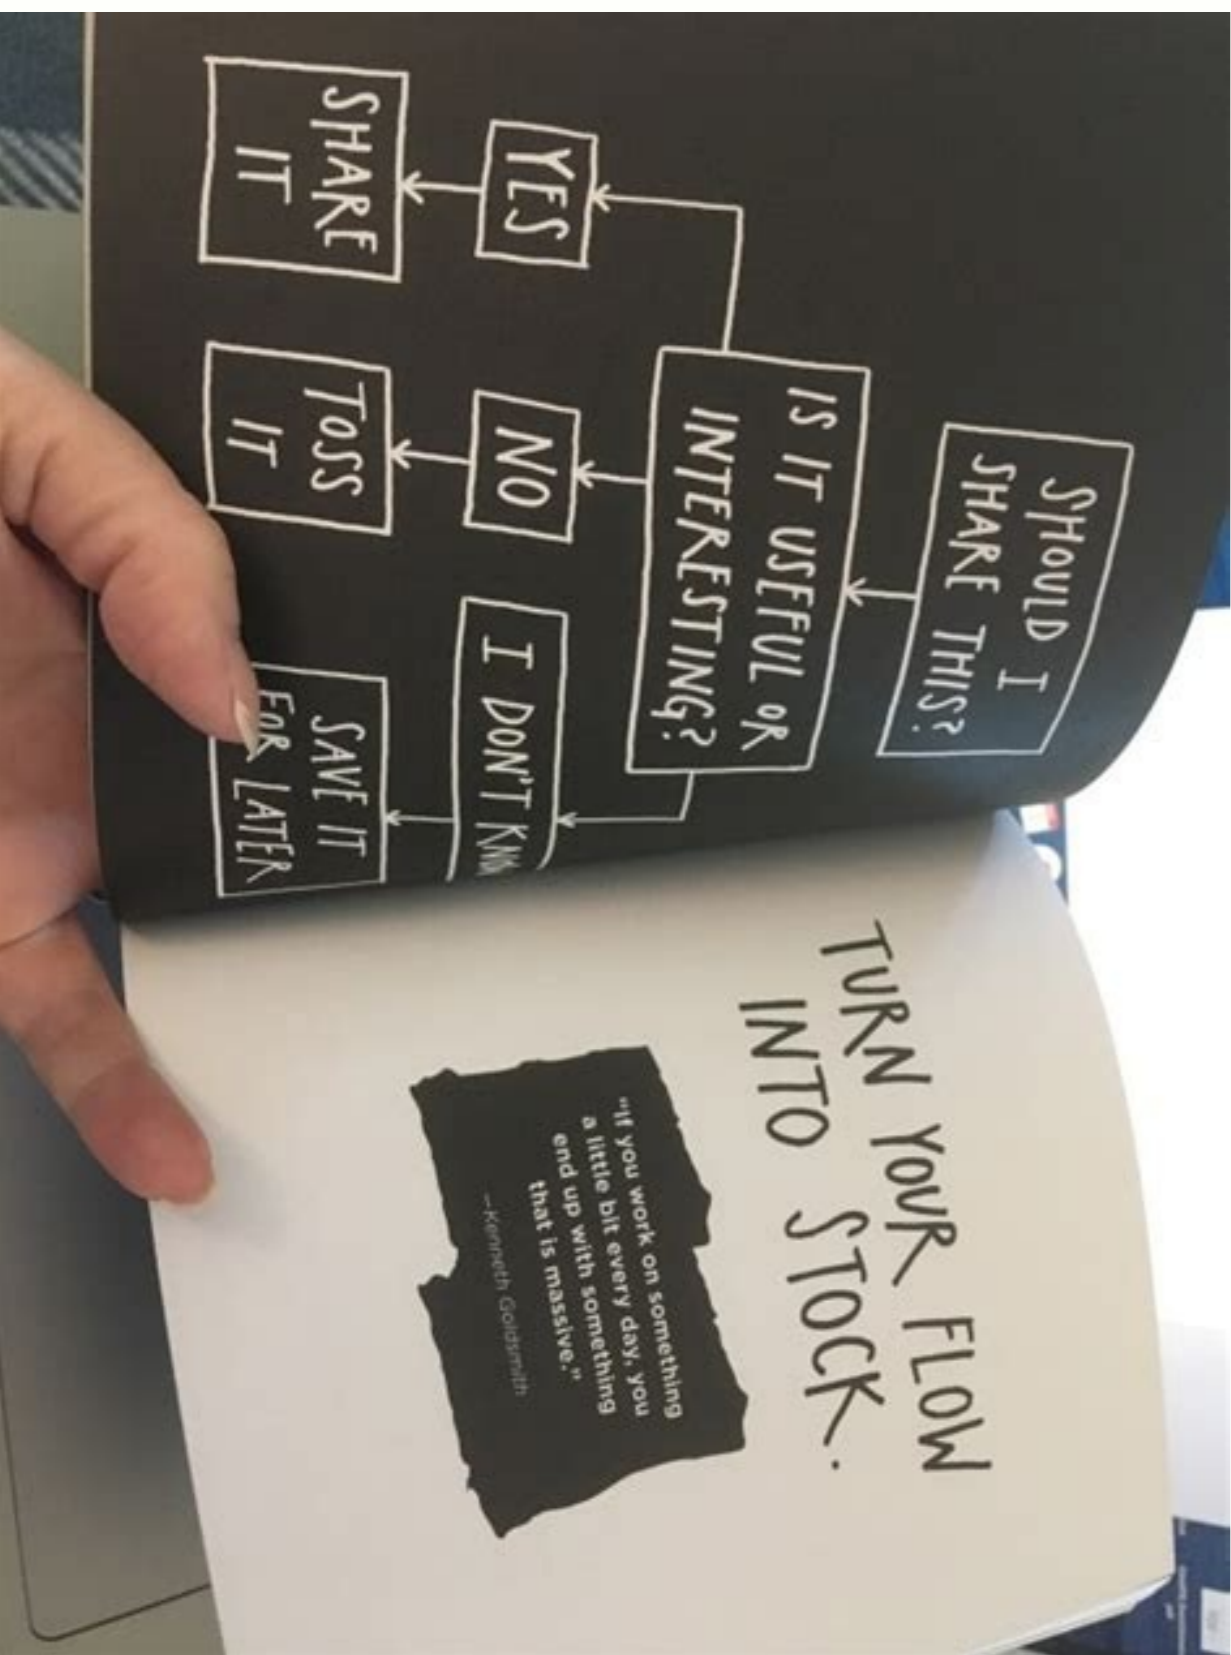 SHOULD I
SHARE THIS?
IS IT USEFUL OR
INTERESTING?
YES
NO
I DON'T KNO
SHARE
IT
TOSS
IT
SAVE IT
FOR LATER
TURN YOUR FLOW
INTO STOCK.
"If you work on something
a little bit every day, you
end up with something
that is massive."
—Kenneth Goldsmith